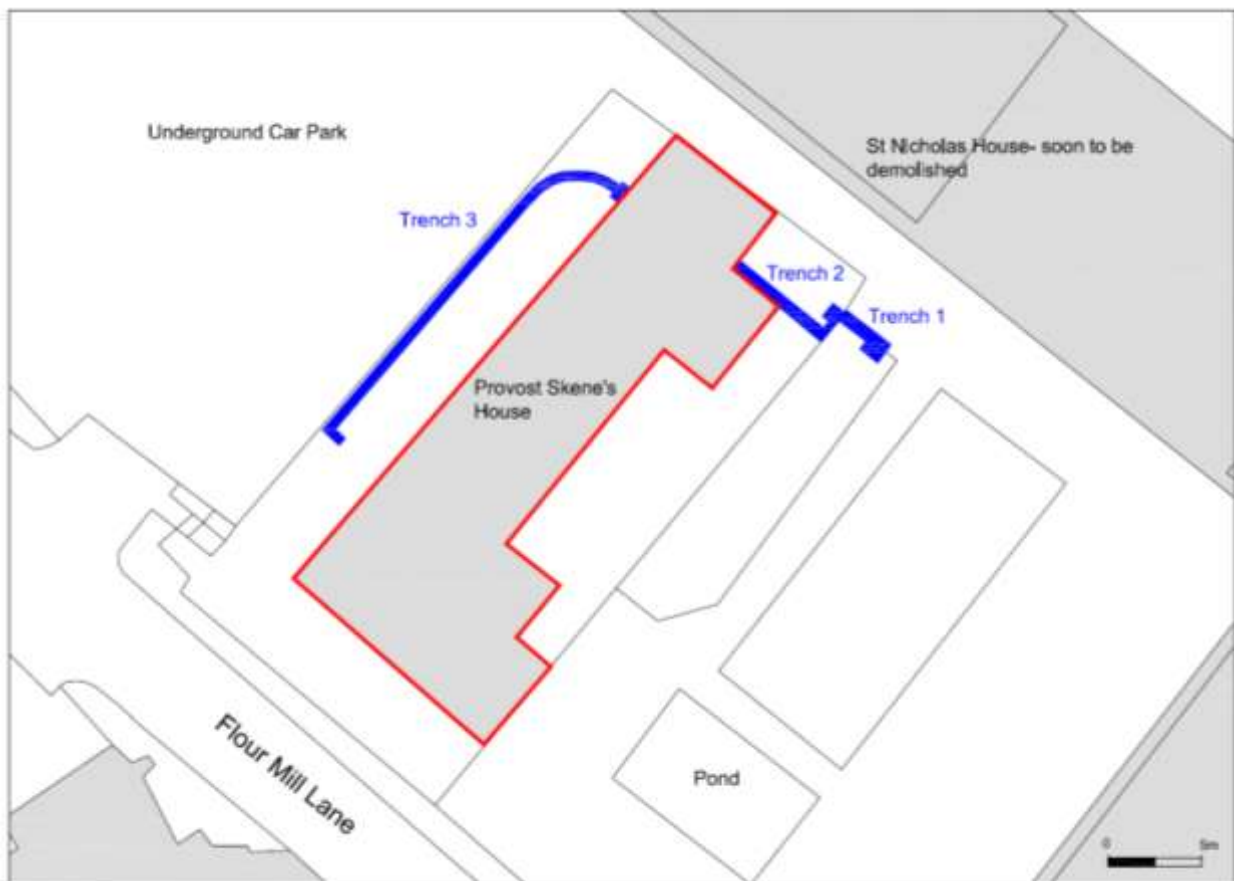 Underground Car Park
St Nicholas House- soon to be
demolished
Trench 3
Trench 2
Trench 1
Provost Skene's
House
Flour Mill Lane
Pond
0
5m